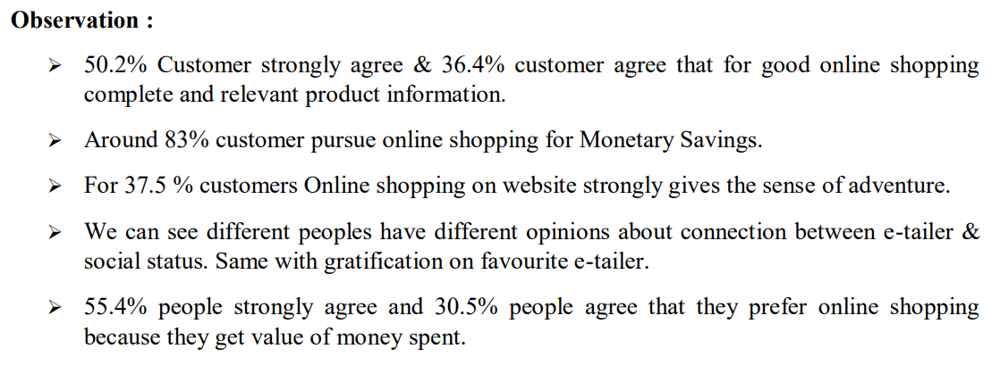 Observation :
➢ 50.2% Customer strongly agree & 36.4% customer agree that for good online shopping
complete and relevant product information.
➢ Around 83% customer pursue online shopping for Monetary Savings.
➢ For 37.5 % customers Online shopping on website strongly gives the sense of adventure.
➢ We can see different peoples have different opinions about connection between e-tailer &
social status. Same with gratification on favourite e-tailer.
➢ 55.4% people strongly agree and 30.5% people agree that they prefer online shopping
because they get value of money spent.